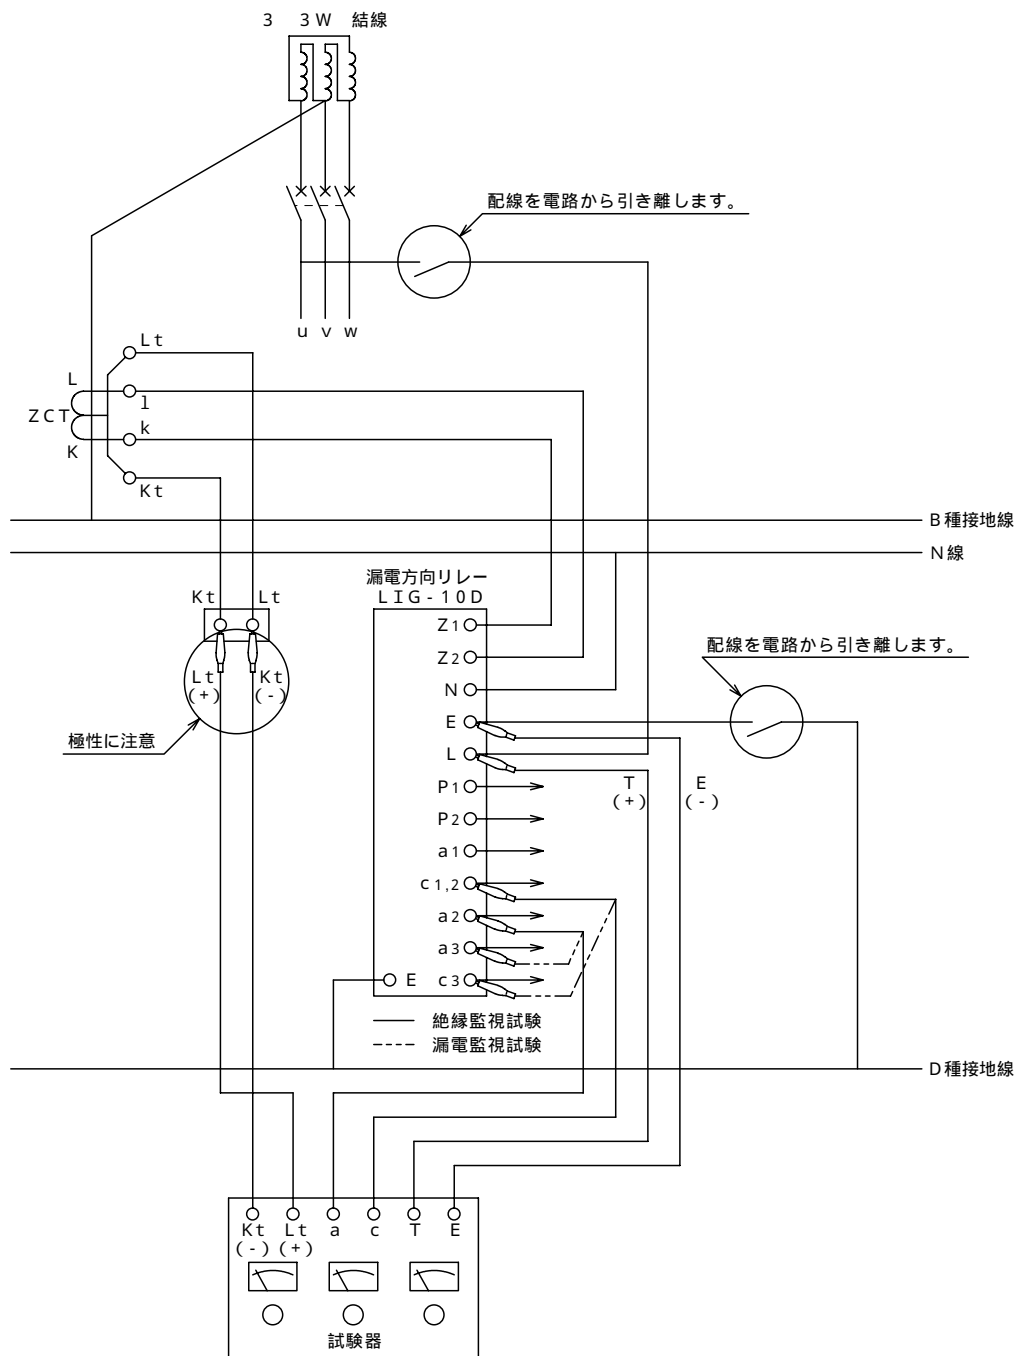 3 3W 結線
配線を電路から引き離します。
u v w
Lt
L
l
ZCT
k
K
Kt
B種接地線
N線
漏電方向リレー
LIG-10D
Kt Lt
Z1
Z2
配線を電路から引き離します。
Lt Kt
(+) (-)
N
E
極性に注意
L
P1
T E
(+) (-)
P2
a1
c1,2
a2
a3
E c3
絶縁監視試験
漏電監視試験
D種接地線
Kt Lt a c T E
(-) (+)
試験器